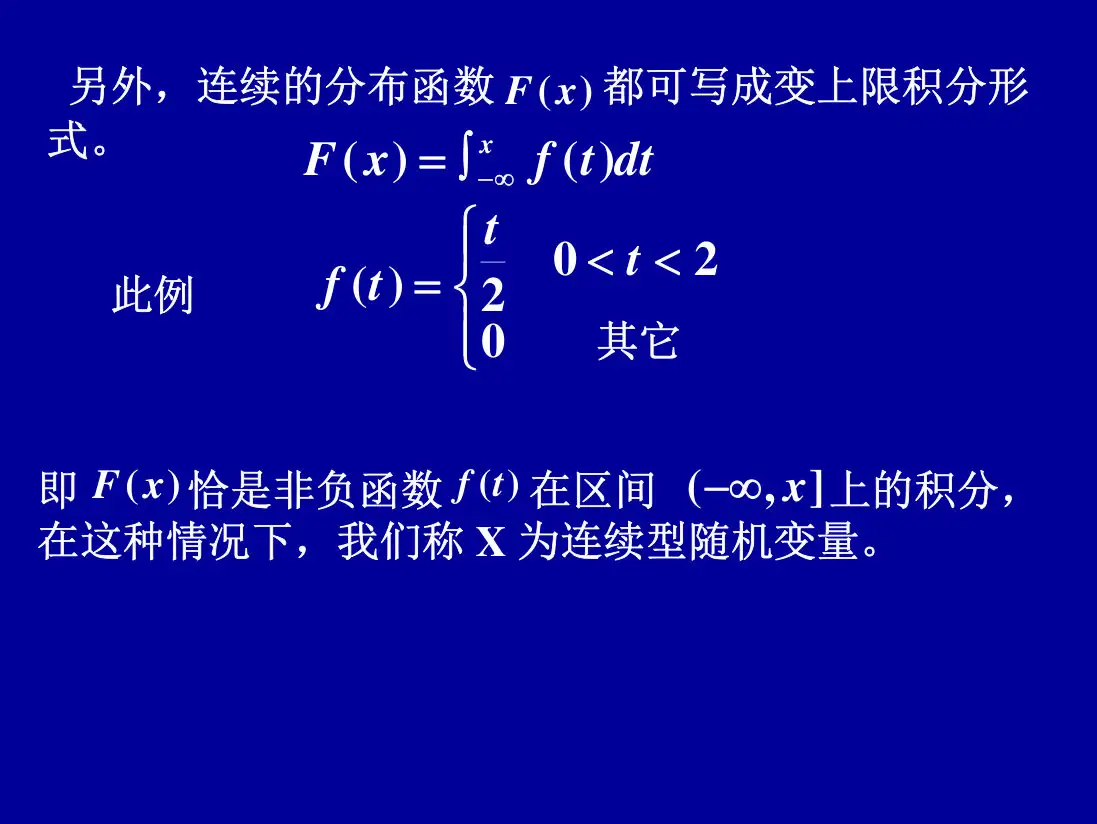 另外，连续的分布函数 F(x) 都可写成变上限积分形
式。
F(x) = ∫_{-∞}^{x} f(t)dt
此例 f(t) = { t/2 0 < t < 2
0 其它
即 F(x) 恰是非负函数 f(t) 在区间 (-∞, x] 上的积分，
在这种情况下，我们称 X 为连续型随机变量。